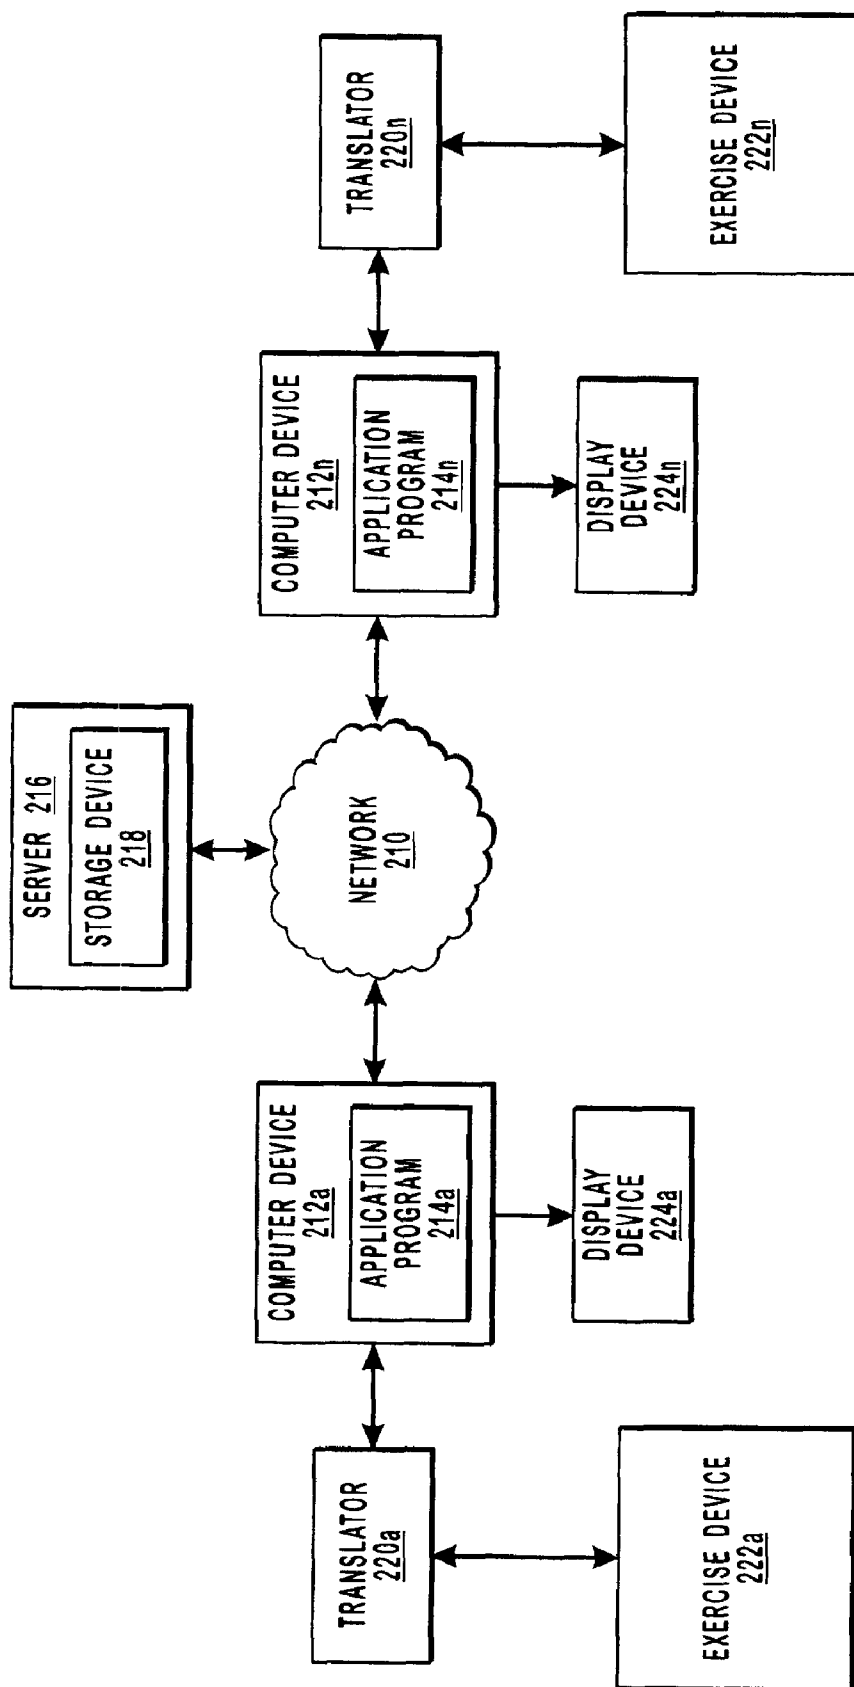 SERVER 216
STORAGE DEVICE
218
NETWORK
210
COMPUTER DEVICE
212a
APPLICATION
PROGRAM
214a
DISPLAY
DEVICE
224a
TRANSLATOR
220a
EXERCISE DEVICE
222a
COMPUTER DEVICE
212n
APPLICATION
PROGRAM
214n
DISPLAY
DEVICE
224n
TRANSLATOR
220n
EXERCISE DEVICE
222n